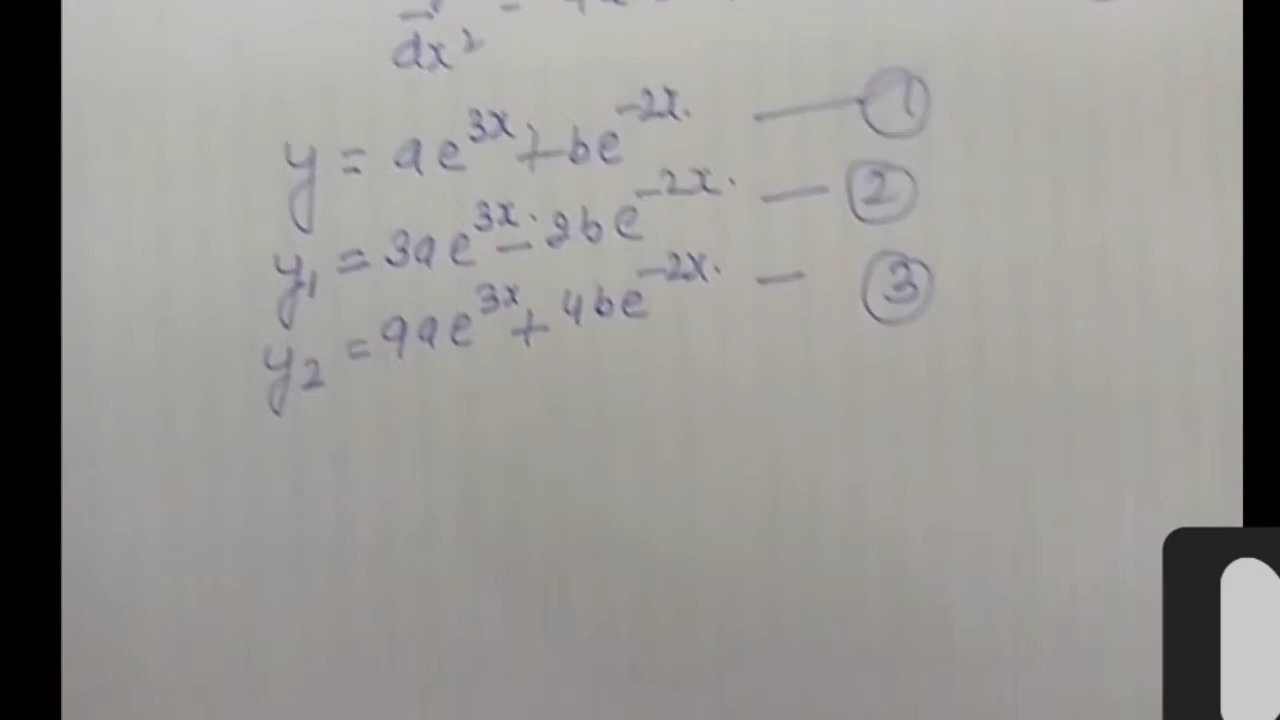 dx²
y = ae^{3x} + be^{-2x}. — ①
y₁ = 3ae^{3x}. - 2be^{-2x}. — ②
y₂ = 9ae^{3x} + 4be^{-2x}. — ③